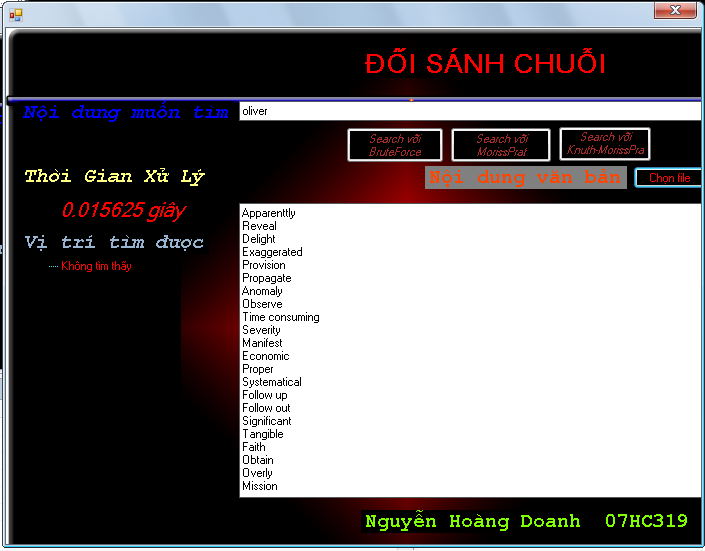 ĐỐI SÁNH CHUỖI
Nội dung muốn tìm
oliver
Search với
BruteForce
Search với
MorissPrat
Search với
Knuth-MorissPra
Thời Gian Xử Lý
Nội dung văn bản
Chọn file
0.015625 giây
Vị trí tìm được
Không tìm thấy
Apparenttly
Reveal
Delight
Exaggerated
Provision
Propagate
Anomaly
Observe
Time consuming
Severity
Manifest
Economic
Proper
Systematical
Follow up
Follow out
Significant
Tangible
Faith
Obtain
Overly
Mission
Nguyễn Hoàng Doanh 07HC319